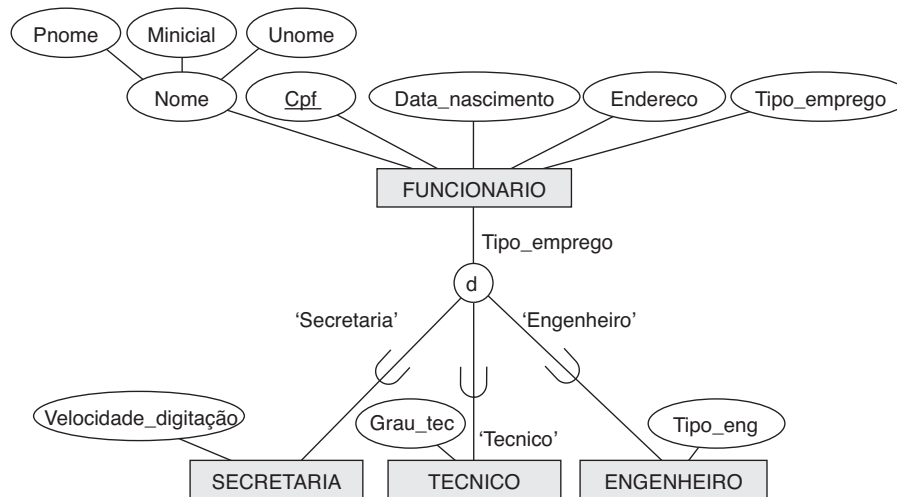 Pnome Minicial Unome
Nome Cpf Data_nascimento Endereco Tipo_emprego
FUNCIONARIO
Tipo_emprego
d
‘Secretaria’ ‘Engenheiro’
Velocidade_digitação Grau_tec ‘Tecnico’ Tipo_eng
SECRETARIA TECNICO ENGENHEIRO